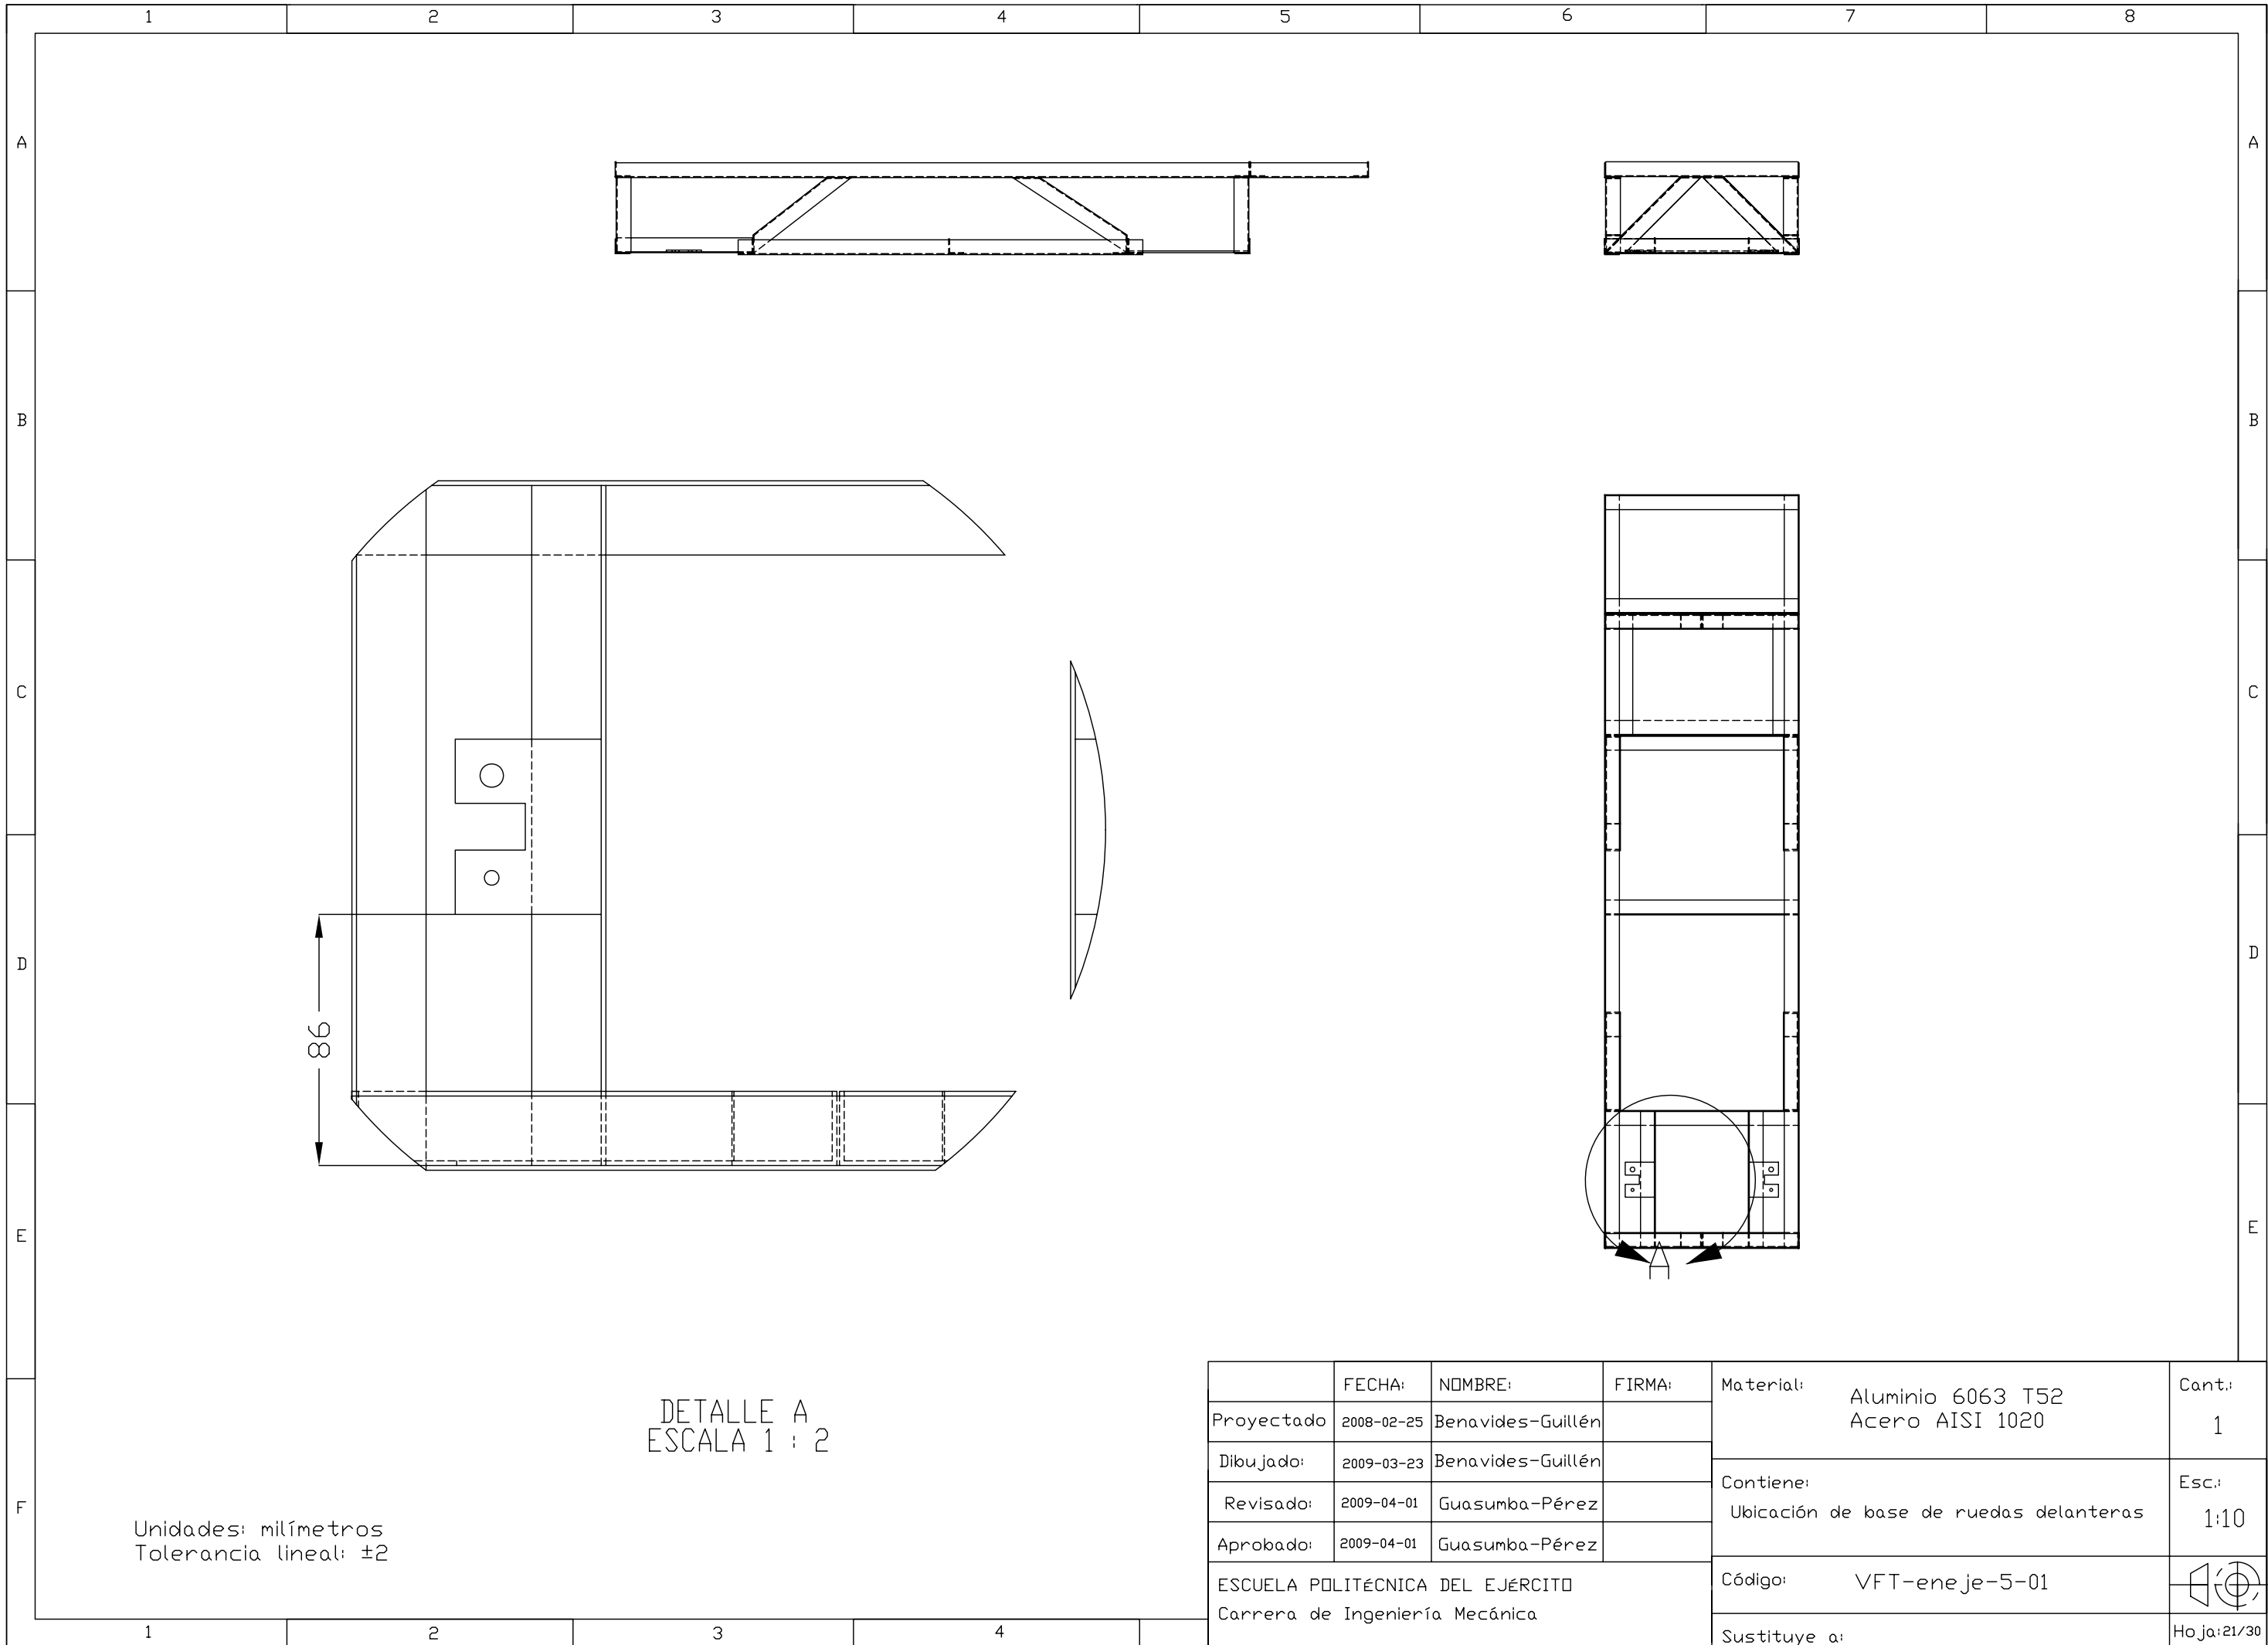 1 2 3 4 5 6 7 8
A A
B B
C C
D D
86
E E
A
DETALLE A
ESCALA 1 : 2
F
Unidades: milímetros
Tolerancia lineal: ±2
FECHA: NOMBRE: FIRMA:
Proyectado 2008-02-25 Benavides-Guillén
Dibujado: 2009-03-23 Benavides-Guillén
Revisado: 2009-04-01 Guasumba-Pérez
Aprobado: 2009-04-01 Guasumba-Pérez
ESCUELA POLITÉCNICA DEL EJÉRCITO
Carrera de Ingeniería Mecánica
Material:
Aluminio 6063 T52
Acero AISI 1020
Cant.:
1
Contiene:
Ubicación de base de ruedas delanteras
Esc.:
1:10
Código: VFT-eneje-5-01
Sustituye a:
Hoja:21/30
1 2 3 4